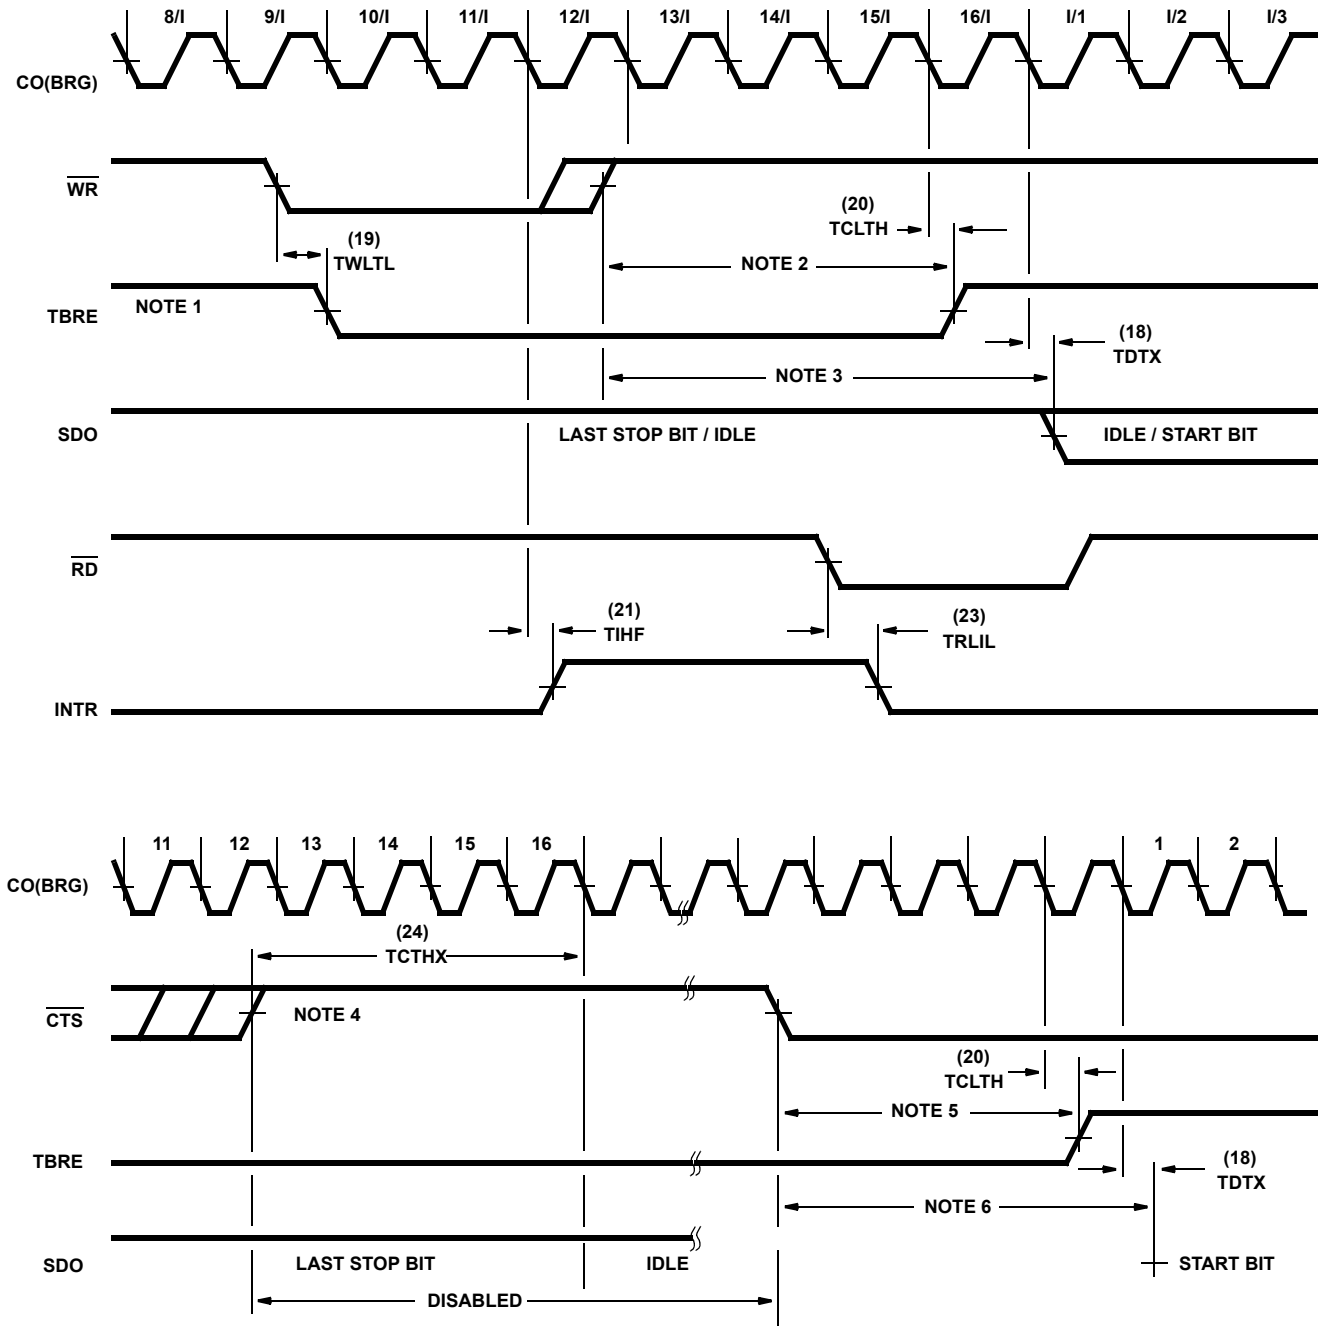 8/I 9/I 10/I 11/I 12/I 13/I 14/I 15/I 16/I I/1 I/2 I/3
CO(BRG)
WR
(19)
TWLTL
(20)
TCLTH
NOTE 2
NOTE 1
TBRE
(18)
TDTX
NOTE 3
SDO
LAST STOP BIT / IDLE
IDLE / START BIT
RD
(21)
TIHF
(23)
TRLIL
INTR
11 12 13 14 15 16 1 2
CO(BRG)
(24)
TCTHX
CTS
NOTE 4
(20)
TCLTH
NOTE 5
TBRE
(18)
TDTX
NOTE 6
SDO
LAST STOP BIT
IDLE
START BIT
DISABLED